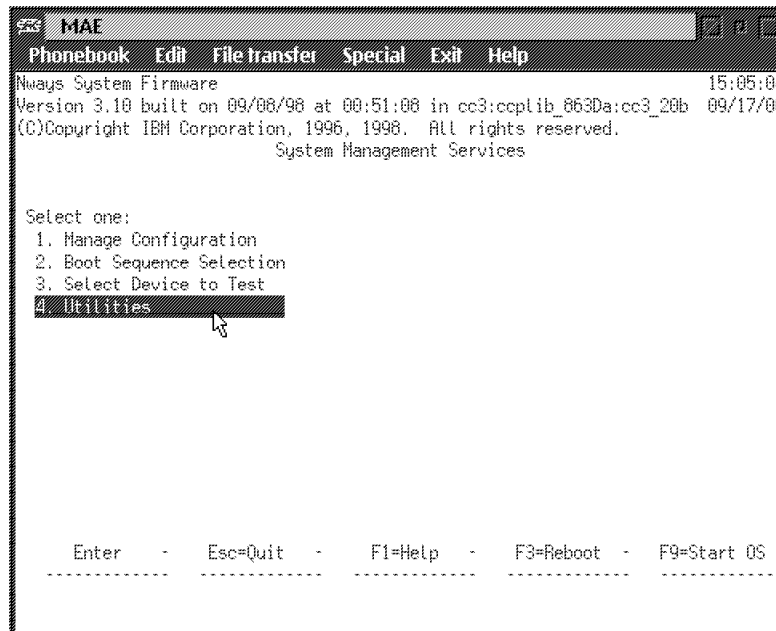 MAE
Phonebook Edit File transfer Special Exit Help
Nways System Firmware 15:05:0
Version 3.10 built on 09/08/98 at 00:51:08 in cc3:ccplib_863Da:cc3_20b 09/17/0
(C)Copyright IBM Corporation, 1996, 1998. All rights reserved.
System Management Services
Select one:
1. Manage Configuration
2. Boot Sequence Selection
3. Select Device to Test
4. Utilities
Enter - Esc=Quit - F1=Help - F3=Reboot - F9=Start OS